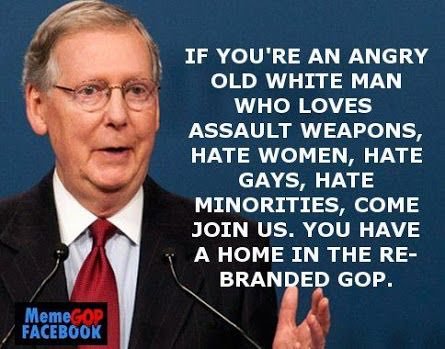 IF YOU'RE AN ANGRY
OLD WHITE MAN
WHO LOVES
ASSAULT WEAPONS,
HATE WOMEN, HATE
GAYS, HATE
MINORITIES, COME
JOIN US. YOU HAVE
A HOME IN THE RE-
BRANDED GOP.
MemeGOP
FACEBOOK